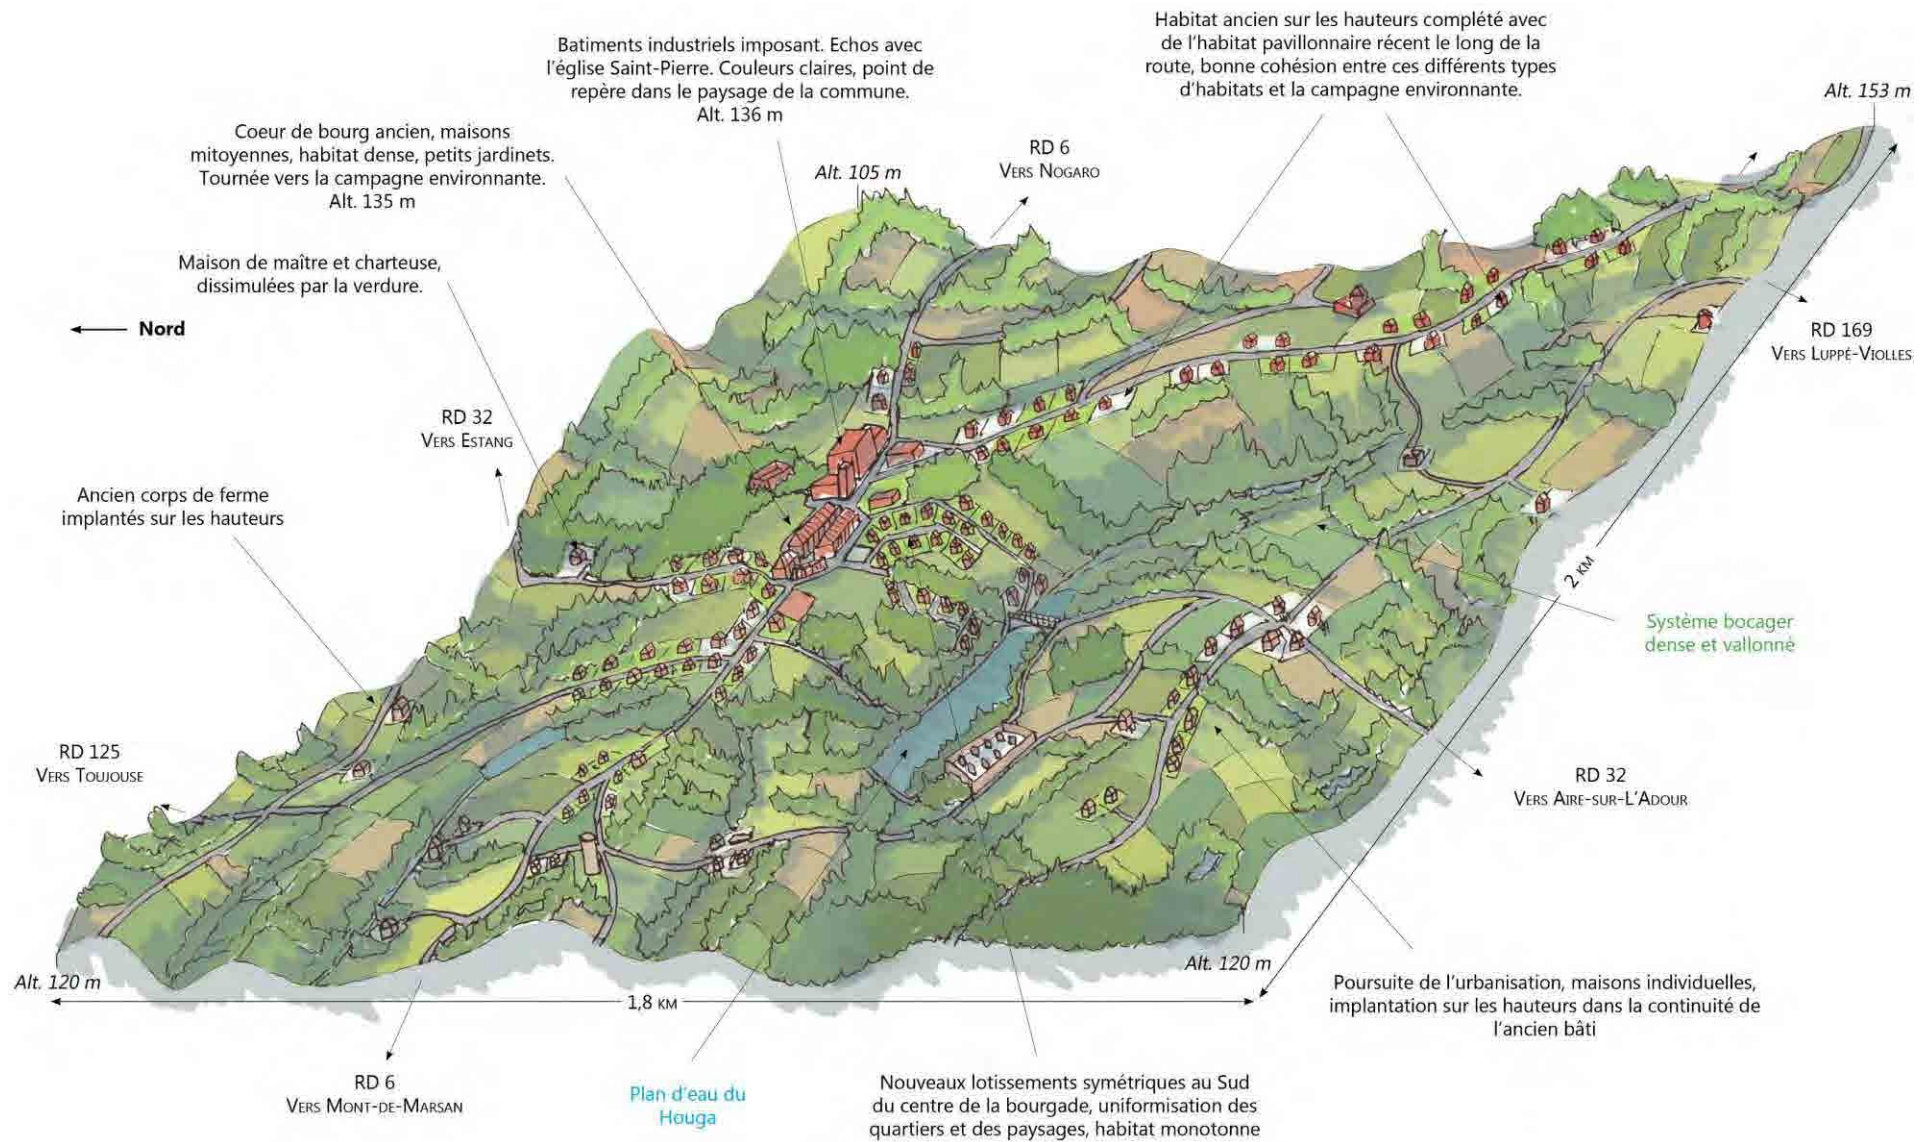 Habitat ancien sur les hauteurs complété avec
de l'habitat pavillonnaire récent le long de la
route, bonne cohésion entre ces différents types
d'habitats et la campagne environnante.
Batiments industriels imposant. Echos avec
l'église Saint-Pierre. Couleurs claires, point de
repère dans le paysage de la commune.
Alt. 136 m
Alt. 153 m
Coeur de bourg ancien, maisons
mitoyennes, habitat dense, petits jardinets.
Tournée vers la campagne environnante.
Alt. 135 m
Alt. 105 m
RD 6
Vers Nogaro
Maison de maître et charteuse,
dissimulées par la verdure.
Nord
RD 169
Vers Luppé-Violles
RD 32
Vers Estang
Ancien corps de ferme
implantés sur les hauteurs
2 km
Système bocager
dense et vallonné
RD 125
Vers Toujouse
RD 32
Vers Aire-sur-L'Adour
Alt. 120 m
Alt. 120 m
1,8 km
Poursuite de l'urbanisation, maisons individuelles,
implantation sur les hauteurs dans la continuité de
l'ancien bâti
RD 6
Vers Mont-de-Marsan
Plan d'eau du
Houga
Nouveaux lotissements symétriques au Sud
du centre de la bourgade, uniformisation des
quartiers et des paysages, habitat monotonne